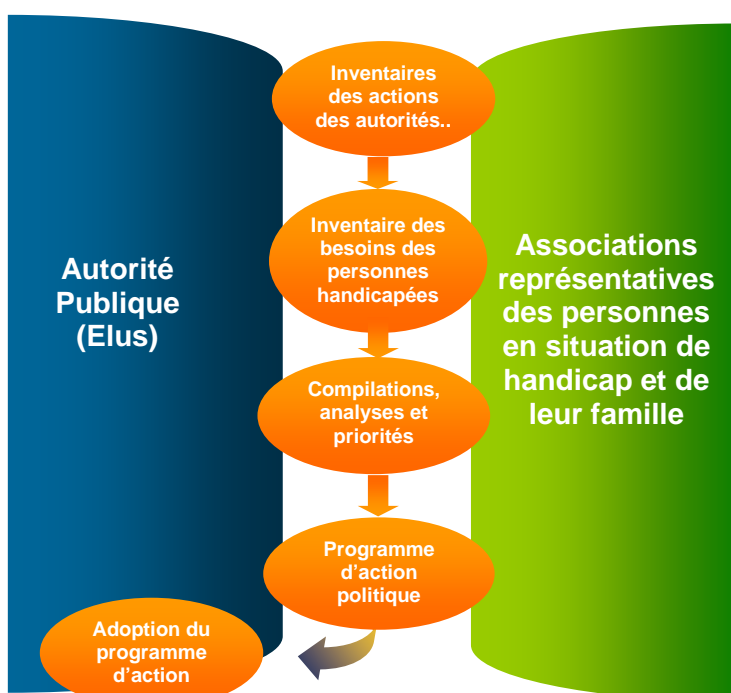 Inventaires
des actions
des autorités..
Inventaire des
besoins des
personnes
handicapées
Autorité
Publique
(Elus)
Associations
représentatives
des personnes
en situation de
handicap et de
leur famille
Compilations,
analyses et
priorités
Programme
d’action
politique
Adoption du
programme
d’action